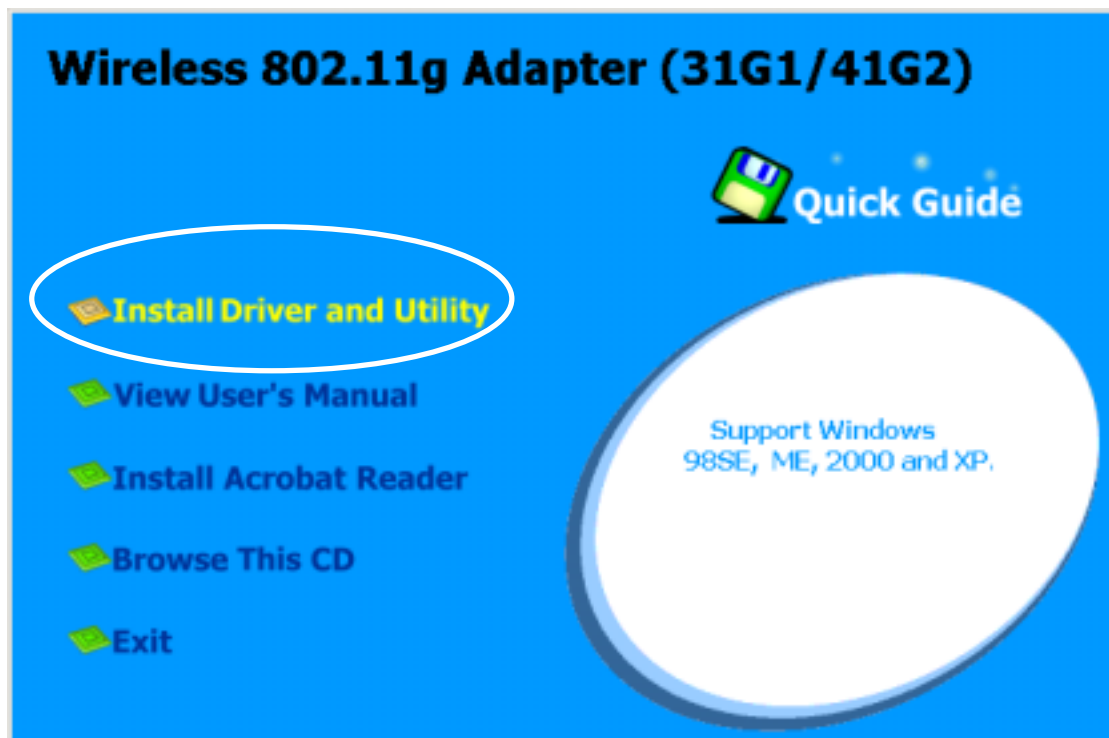 Wireless 802.11g Adapter (31G1/41G2)
Quick Guide
Install Driver and Utility
View User's Manual
Install Acrobat Reader
Browse This CD
Exit
Support Windows
98SE, ME, 2000 and XP.